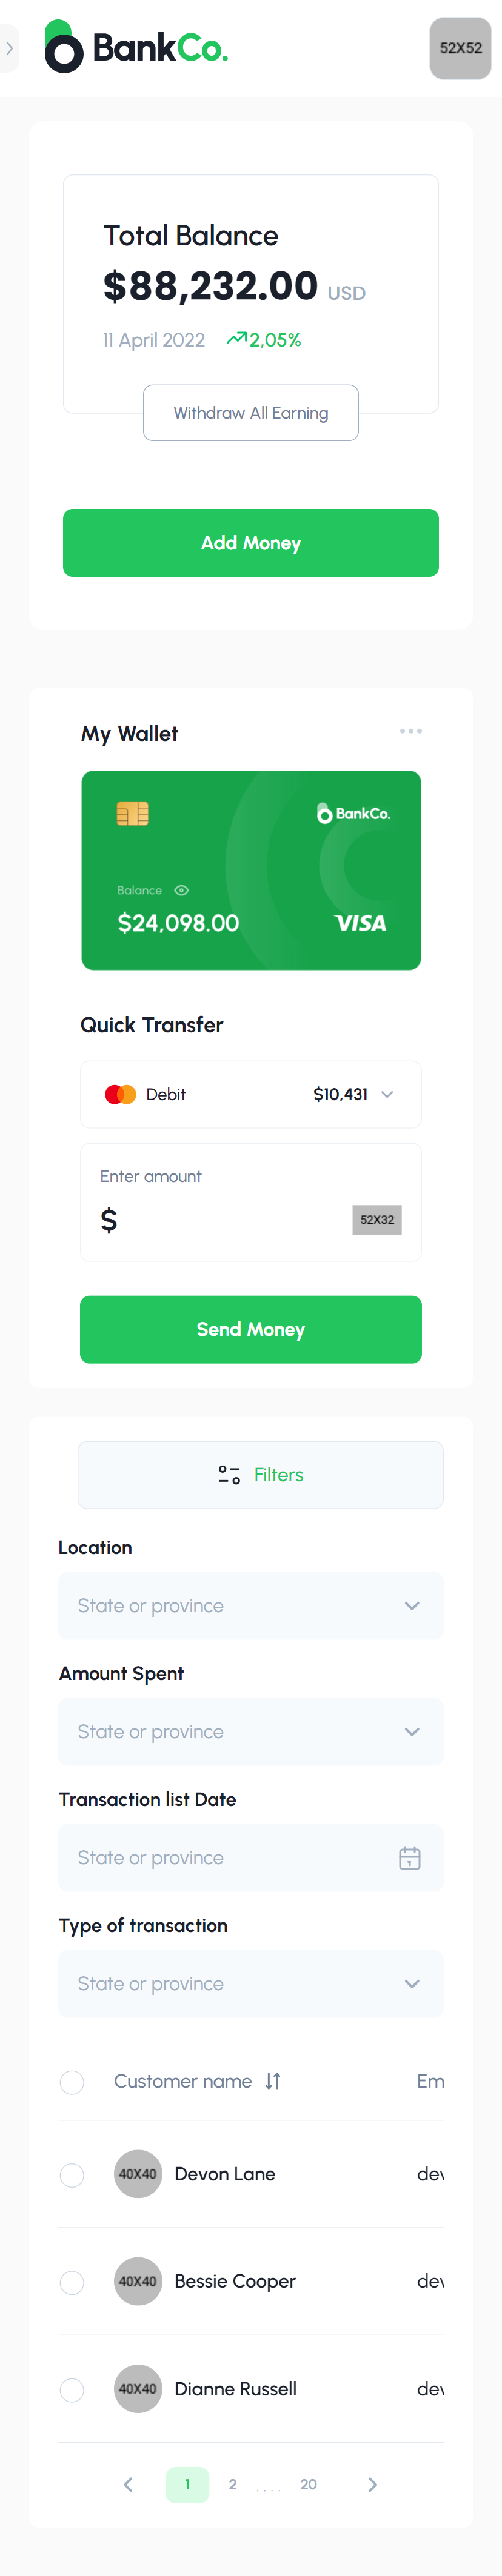 BankCo.
52X52
Total Balance
$88,232.00 USD
11 April 2022 2,05%
Withdraw All Earning
Add Money
My Wallet
BankCo.
Balance
$24,098.00
VISA
Quick Transfer
Debit $10,431
Enter amount
$
52X32
Send Money
Filters
Location
State or province
Amount Spent
State or province
Transaction list Date
State or province
Type of transaction
State or province
Customer name Em
40X40 Devon Lane dev
40X40 Bessie Cooper dev
40X40 Dianne Russell dev
1 2 .... 20